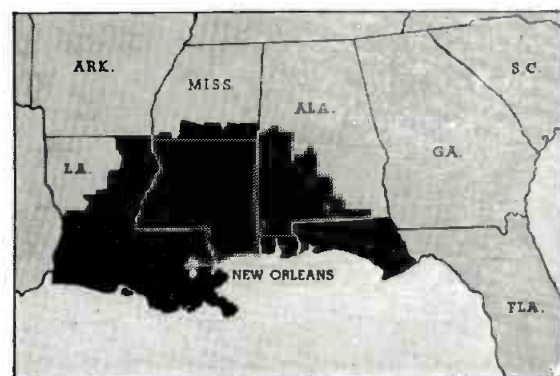 ARK.
MISS.
S.C.
ALA.
GA.
LA.
NEW ORLEANS
FLA.